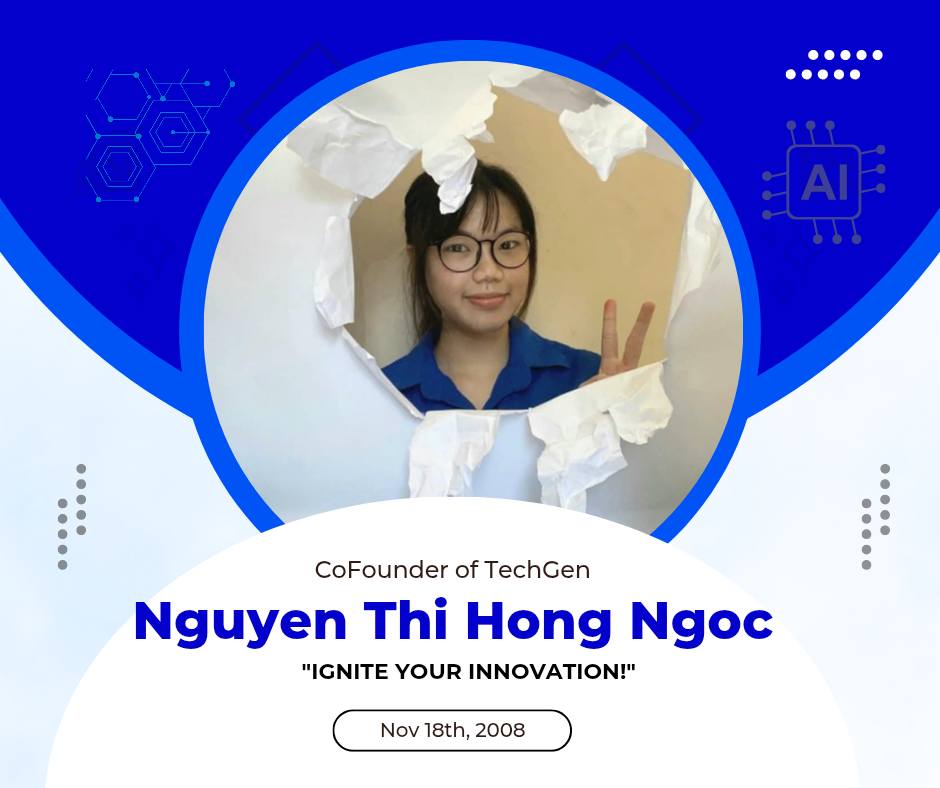 AI
CoFounder of TechGen
Nguyen Thi Hong Ngoc
"IGNITE YOUR INNOVATION!"
Nov 18th, 2008